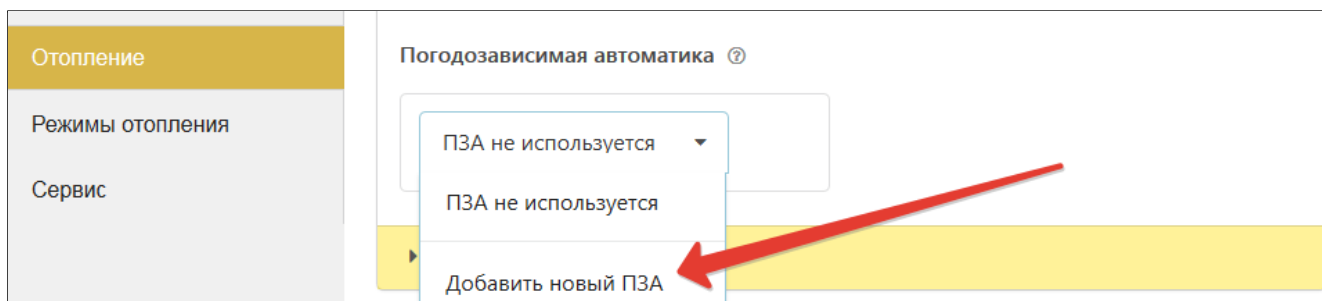 Отопление
Режимы отопления
Сервис
Погодозависимая автоматика ?
ПЗА не используется
ПЗА не используется
Добавить новый ПЗА